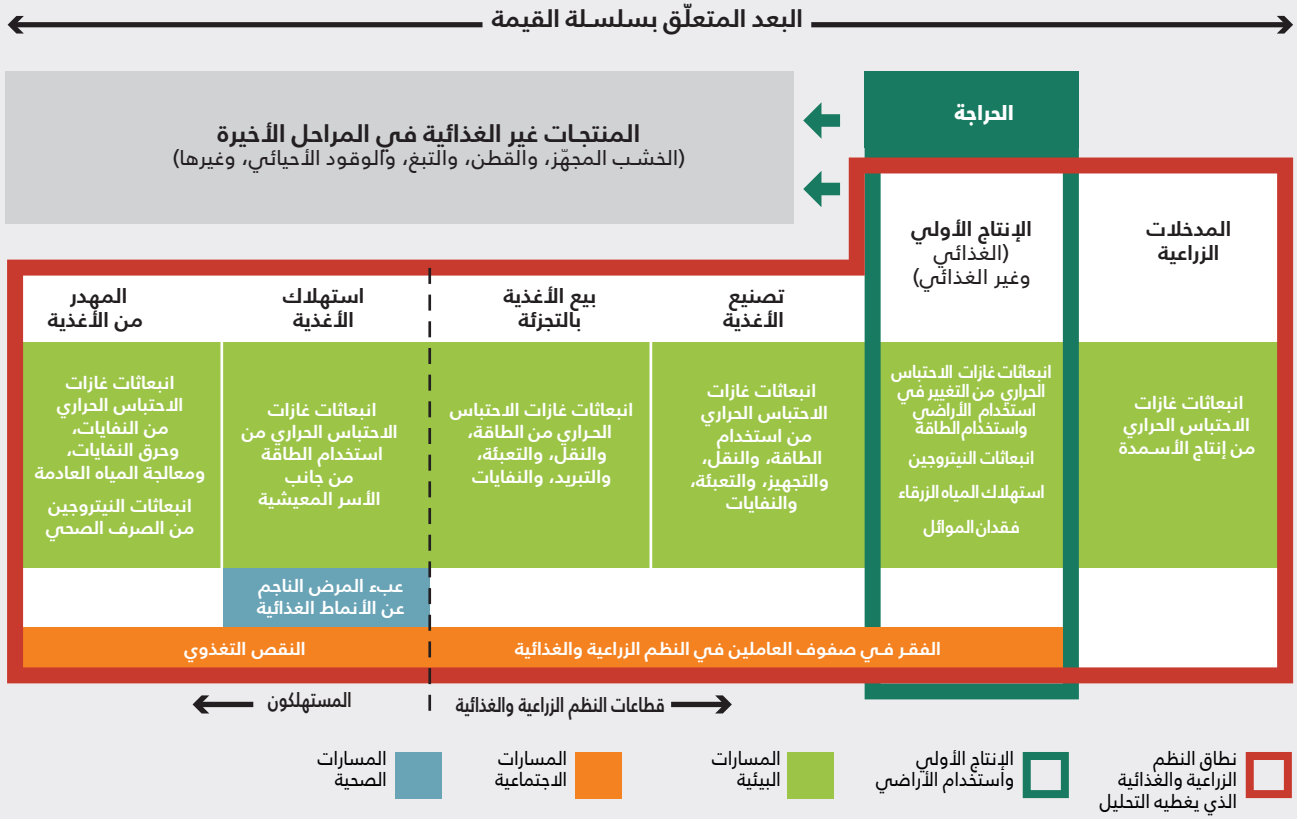 البعد المتعلّق بسلسلة القيمة
الحراجة
المنتجات غير الغذائية في المراحل الأخيرة
(الخشب المجهّز، والقطن، والتبغ، والوقود الأحيائي، وغيرها)
المدخلات
الزراعية
الإنتاج الأولي
(الغذائي
وغير الغذائي)
تصنيع
الأغذية
بيع الأغذية
بالتجزئة
استهلاك
الأغذية
المهدر
من الأغذية
انبعاثات غازات
الاحتباس الحراري
من إنتاج الأسمدة
انبعاثات غازات الاحتباس
الحراري من التغيير في
استخدام الأراضي
واستخدام الطاقة
انبعاثات النيتروجين
استهلاك المياه الزرقاء
فقدان الموائل
انبعاثات غازات
الاحتباس الحراري
من استخدام
الطاقة، والنقل،
والتجهيز، والتعبئة،
والنفايات
انبعاثات غازات الاحتباس
الحراري من الطاقة،
والنقل، والتعبئة،
والتبريد، والنفايات
انبعاثات غازات
الاحتباس الحراري من
استخدام الطاقة
من جانب
الأسر المعيشية
انبعاثات غازات
الاحتباس الحراري
من النفايات،
وحرق النفايات،
ومعالجة المياه العادمة
انبعاثات النيتروجين
من الصرف الصحي
عبء المرض الناجم
عن الأنماط الغذائية
الفقر في صفوف العاملين في النظم الزراعية والغذائية
النقص التغذوي
قطاعات النظم الزراعية والغذائية
المستهلكون
نطاق النظم
الزراعية والغذائية
الذي يغطيه التحليل
الإنتاج الأولي
واستخدام الأراضي
المسارات
البيئية
المسارات
الاجتماعية
المسارات
الصحية